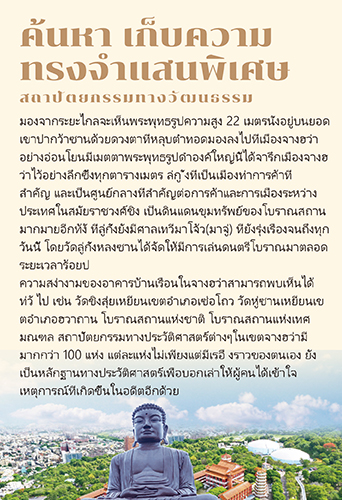 ค้นหา เก็บความ
ทรงจำแสนพิเศษ
สถาปัตยกรรมทางวัฒนธรรม
มองจากระยะไกลจะเห็นพระพุทธรูปความสูง 22 เมตรนั่งอยู่บนยอด
เขาปากว้าซานด้วยดวงตาที่หลุบต่ำทอดมองลงไปที่เมืองจางฮว่า
อย่างอ่อนโยนมีเมตตาพระพุทธรูปดำองค์ใหญ่นี้ได้จารึกเมืองจางฮ
ว่าไว้อย่างลึกซึ้งทุกตารางเมตร ลู่กู ั่งที่เป็นเมืองท่าการค้าที่
สำคัญ และเป็นศูนย์กลางที่สำคัญต่อการค้าและการเมืองระหว่าง
ประเทศในสมัยราชวงศ์ชิง เป็นดินแดนขุมทรัพย์ของโบราณสถาน
มากมายอีกทั้ง ที่ลู่กั่งยังมีศาลเทวีมาโจ้ว(มาจู่) ที่ยังรุ่งเรืองจนถึงทุก
วันนี้ โดยวัดลู่กั่งหลงซานได้จัดให้มีการเล่นดนตรีโบราณมาตลอด
ระยะเวลาร้อยป
ความสง่างามของอาคารบ้านเรือนในจางฮว่าสามารถพบเห็นได้
ทั่ว ไป เช่น วัดชิงสุ่ยเหยียนเขตอำเภอเซ่อโถว วัดหู่ซานเหยียนเข
ตอำเภอฮวาถาน โบราณสถานแห่งชาติ โบราณสถานแห่งเทศ
มณฑล สถาปัตยกรรมทางประวัติศาสตร์ต่างๆในเขตจางฮว่ามี
มากกว่า 100 แห่ง แต่ละแห่งไม่เพียงแต่มีเรื่อ งราวของตนเอง ยัง
เป็นหลักฐานทางประวัติศาสตร์เพื่อบอกเล่าให้ผู้คนได้เข้าใจ
เหตุการณ์ที่เกิดขึ้นในอดีตอีกด้วย